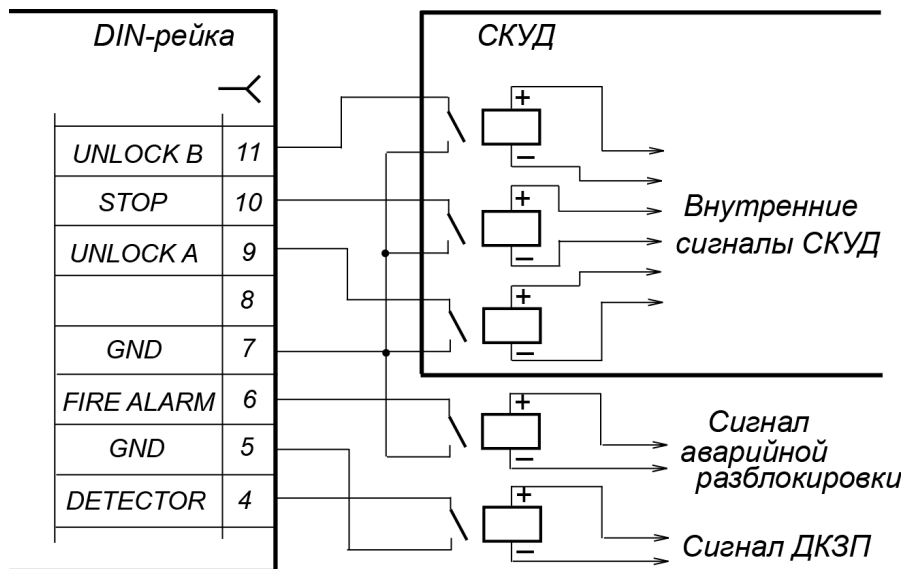 DIN-рейка
СКУД
UNLOCK B 11
STOP 10
UNLOCK A 9
8
GND 7
FIRE ALARM 6
GND 5
DETECTOR 4
+
−
+
−
+
−
Внутренние
сигналы СКУД
+
−
Сигнал
аварийной
разблокировки
+
−
Сигнал ДКЗП